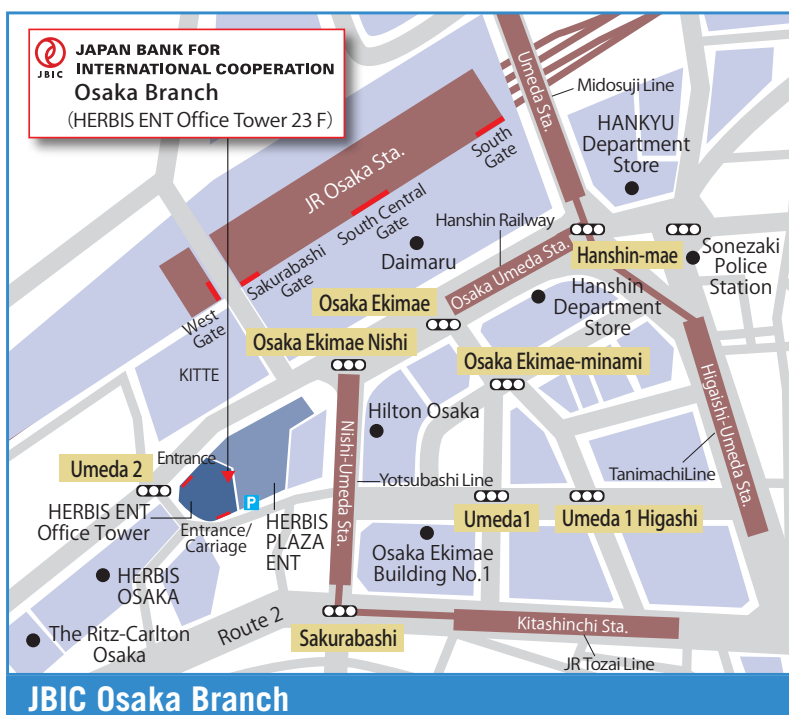 JBIC
JAPAN BANK FOR
INTERNATIONAL COOPERATION
Osaka Branch
(HERBIS ENT Office Tower 23 F)
Umeda Sta.
Midosuji Line
HANKYU
Department
Store
JR Osaka Sta.
South
Gate
South Central
Gate
Sakurabashi
Gate
West
Gate
Hanshin Railway
Daimaru
Osaka Umeda Sta.
Hanshin-mae
Sonezaki
Police
Station
Osaka Ekimae
Hanshin
Department
Store
Osaka Ekimae Nishi
Osaka Ekimae-minami
KITTE
Hilton Osaka
Higaishi-Umeda Sta.
Nishi-Umeda Sta.
Umeda 2
Entrance
Yotsubashi Line
TanimachiLine
P
HERBIS ENT
Office Tower
Entrance/
Carriage
HERBIS
PLAZA
ENT
Umeda1
Umeda 1 Higashi
Osaka Ekimae
Building No.1
HERBIS
OSAKA
Route 2
The Ritz-Carlton
Osaka
Sakurabashi
Kitashinchi Sta.
JR Tozai Line
JBIC Osaka Branch